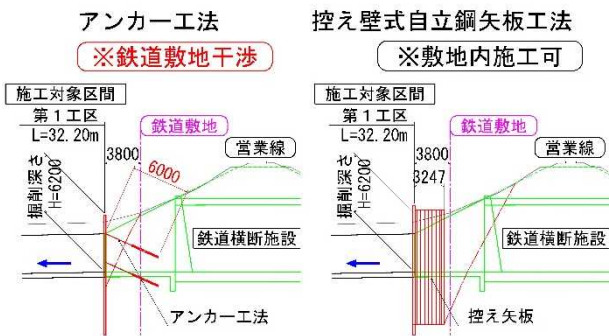 アンカー工法
※鉄道敷地干渉
施工対象区間
第1工区
L=32.20m
3800
鉄道敷地
6000
営業線
掘削深さ
H=6200
鉄道横断施設
アンカー工法
控え壁式自立鋼矢板工法
※敷地内施工可
施工対象区間
第1工区
L=32.20m
3800
鉄道敷地
3247
営業線
掘削深さ
H=6200
鉄道横断施設
控え矢板